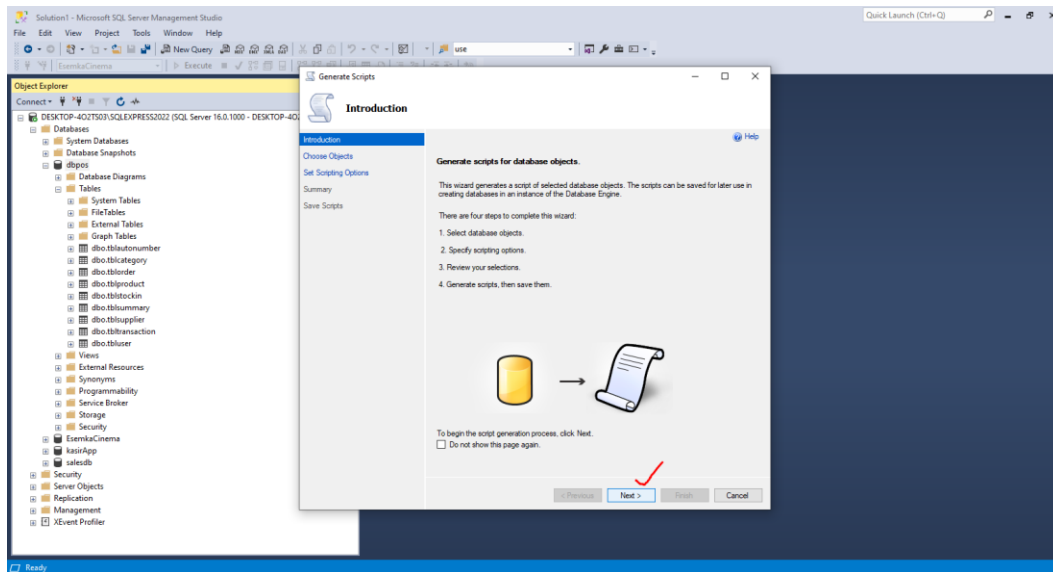 Solution1 - Microsoft SQL Server Management Studio
Quick Launch (Ctrl+Q)
File Edit View Project Tools Window Help
New Query
use
EsemkaCinema
Execute
Object Explorer
Connect
DESKTOP-4O2TS03\SQLEXPRESS2022 (SQL Server 16.0.1000 - DESKTOP-4O2
Databases
System Databases
Database Snapshots
dbpos
Database Diagrams
Tables
System Tables
FileTables
External Tables
Graph Tables
dbo.tblautonumber
dbo.tblcategory
dbo.tblorder
dbo.tblproduct
dbo.tblstockin
dbo.tblsummary
dbo.tblsupplier
dbo.tbltransaction
dbo.tbluser
Views
External Resources
Synonyms
Programmability
Service Broker
Storage
Security
EsemkaCinema
kasirApp
salesdb
Security
Server Objects
Replication
Management
XEvent Profiler
Generate Scripts
Introduction
Introduction
Choose Objects
Set Scripting Options
Summary
Save Scripts
Help
Generate scripts for database objects.
This wizard generates a script of selected database objects. The scripts can be saved for later use in
creating databases in an instance of the Database Engine.
There are four steps to complete this wizard:
1. Select database objects.
2. Specify scripting options.
3. Review your selections.
4. Generate scripts, then save them.
To begin the script generation process, click Next.
Do not show this page again.
< Previous Next > Finish Cancel
Ready